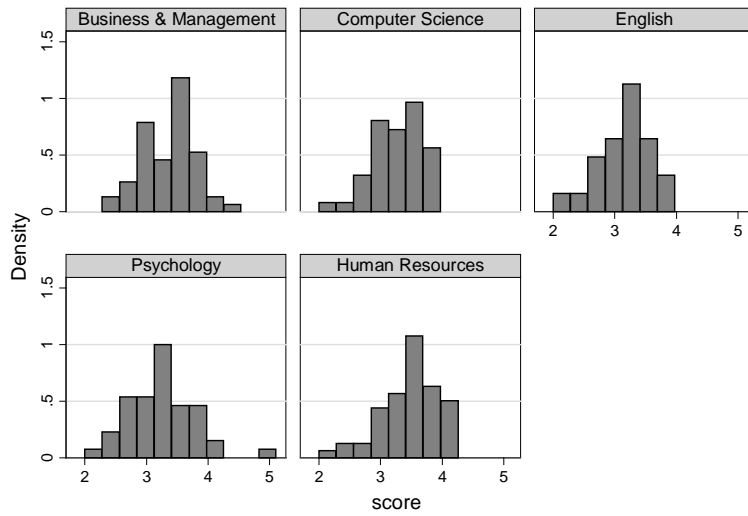 Business & Management
Computer Science
English
0
.5
1
1.5
2
3
4
5
Density
Psychology
Human Resources
0
.5
1
1.5
2
3
4
5
2
3
4
5
score